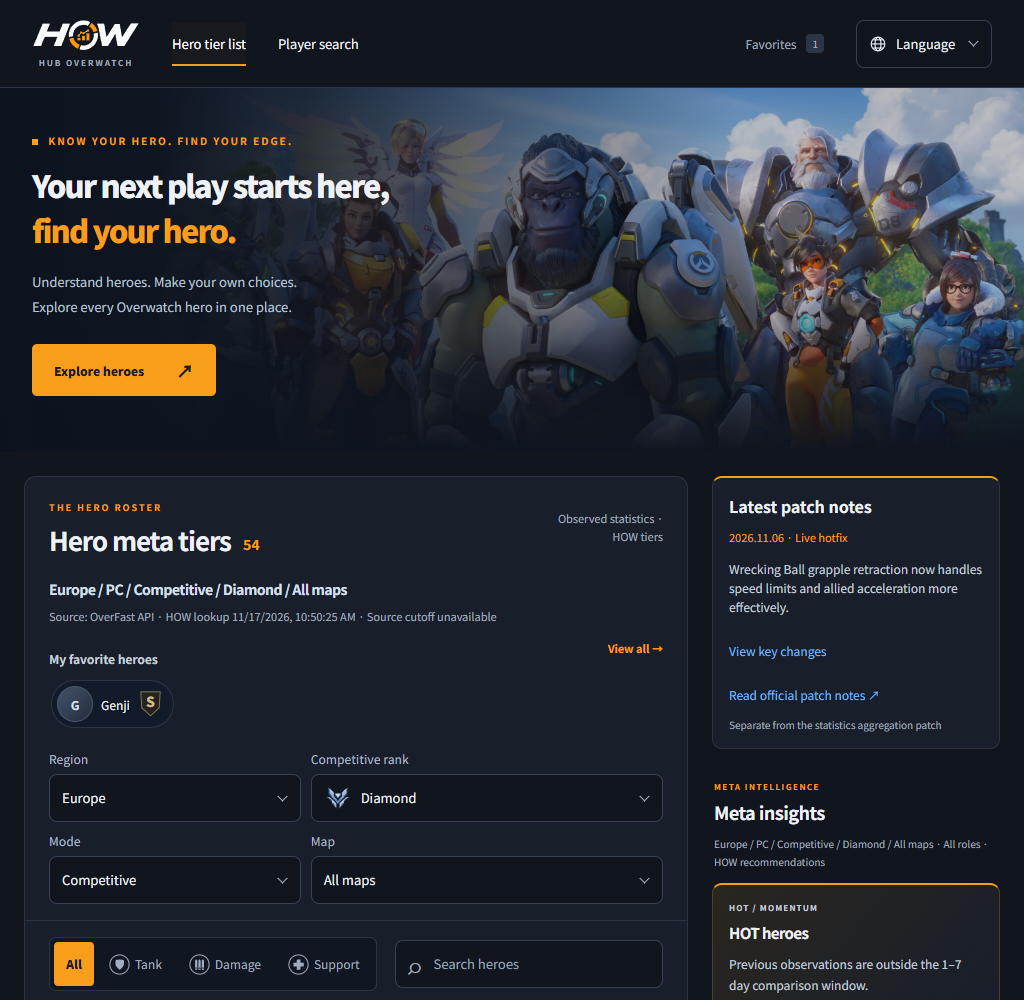 HOW
HUB OVERWATCH
Hero tier list
Player search
Favorites 1
Language
KNOW YOUR HERO. FIND YOUR EDGE.
Your next play starts here,
find your hero.
Understand heroes. Make your own choices.
Explore every Overwatch hero in one place.
Explore heroes ↗
THE HERO ROSTER
Hero meta tiers 54
Observed statistics ·
HOW tiers
Europe / PC / Competitive / Diamond / All maps
Source: OverFast API · HOW lookup 11/17/2026, 10:50:25 AM · Source cutoff unavailable
My favorite heroes
View all →
G Genji S
Region
Europe
Competitive rank
Diamond
Mode
Competitive
Map
All maps
All
Tank
Damage
Support
Search heroes
Latest patch notes
2026.11.06 · Live hotfix
Wrecking Ball grapple retraction now handles
speed limits and allied acceleration more
effectively.
View key changes
Read official patch notes ↗
Separate from the statistics aggregation patch
META INTELLIGENCE
Meta insights
Europe / PC / Competitive / Diamond / All maps · All roles ·
HOW recommendations
HOT / MOMENTUM
HOT heroes
Previous observations are outside the 1–7
day comparison window.